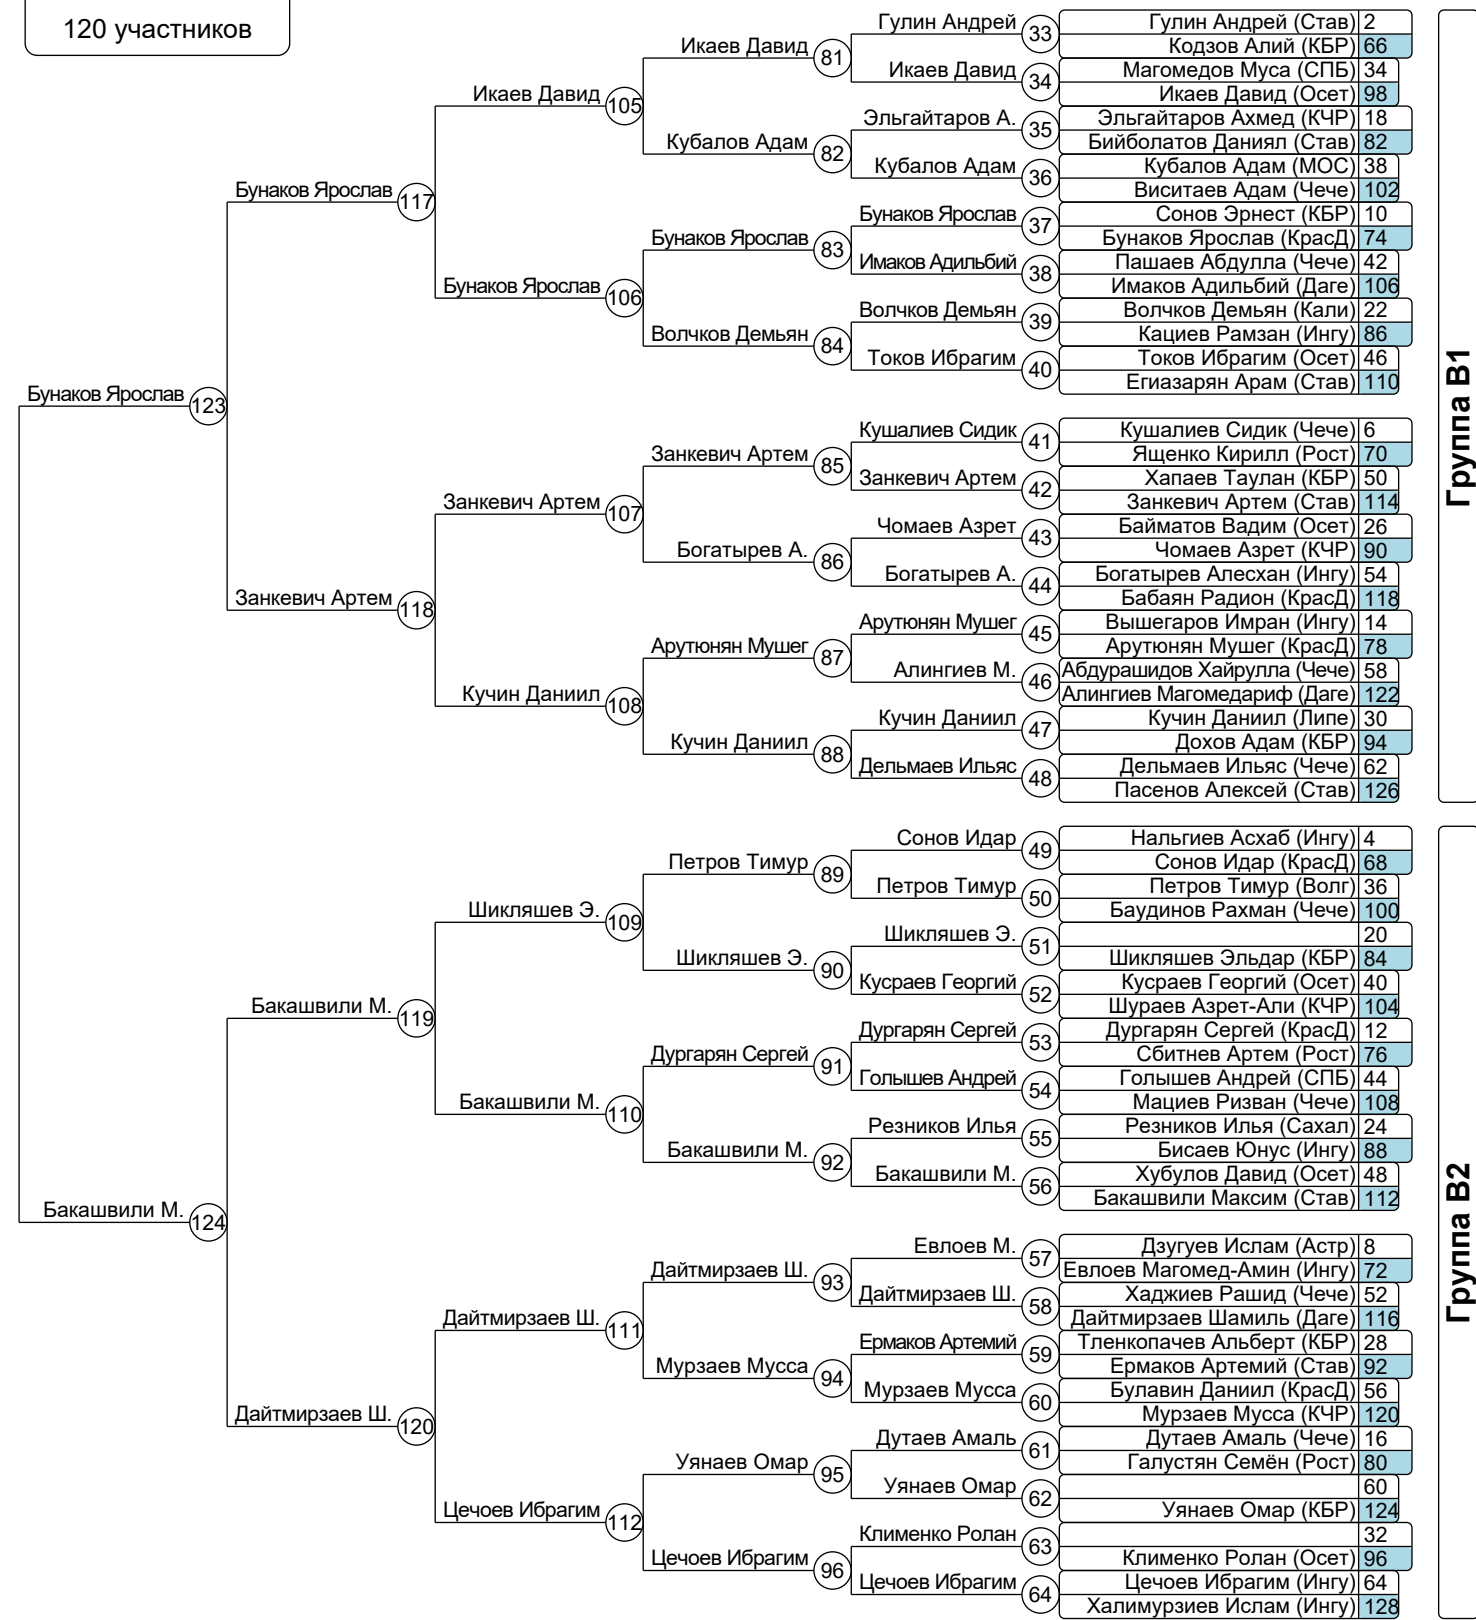 120 участников
Гулин Андрей 33 Гулин Андрей (Став) 2
Икаев Давид 81 Кодзов Алий (КБР) 66
Икаев Давид 34 Магомедов Муса (СПБ) 34
Икаев Давид 105 Икаев Давид (Осет) 98
Эльгайтаров А. 35 Эльгайтаров Ахмед (КЧР) 18
Кубалов Адам 82 Бийболатов Даниял (Став) 82
Кубалов Адам 36 Кубалов Адам (МОС) 38
Бунаков Ярослав 117 Виситаев Адам (Чече) 102
Бунаков Ярослав 37 Сонов Эрнест (КБР) 10
Бунаков Ярослав 83 Бунаков Ярослав (КрасД) 74
Имаков Адильбий 38 Пашаев Абдулла (Чече) 42
Бунаков Ярослав 106 Имаков Адильбий (Даге) 106
Волчков Демьян 39 Волчков Демьян (Кали) 22
Волчков Демьян 84 Кациев Рамзан (Ингу) 86
Токов Ибрагим 40 Токов Ибрагим (Осет) 46
Бунаков Ярослав 123 Егиазарян Арам (Став) 110
Группа B1
Кушалиев Сидик 41 Кушалиев Сидик (Чече) 6
Занкевич Артем 85 Ященко Кирилл (Рост) 70
Занкевич Артем 42 Хапаев Таулан (КБР) 50
Занкевич Артем 107 Занкевич Артем (Став) 114
Чомаев Азрет 43 Байматов Вадим (Осет) 26
Богатырев А. 86 Чомаев Азрет (КЧР) 90
Богатырев А. 44 Богатырев Алесхан (Ингу) 54
Занкевич Артем 118 Бабаян Радион (КрасД) 118
Арутюнян Мушег 45 Вышегаров Имран (Ингу) 14
Арутюнян Мушег 87 Арутюнян Мушег (КрасД) 78
Алингиев М. 46 Абдурашидов Хайрулла (Чече) 58
Кучин Даниил 108 Алингиев Магомедариф (Даге) 122
Кучин Даниил 47 Кучин Даниил (Липе) 30
Кучин Даниил 88 Дохов Адам (КБР) 94
Дельмаев Ильяс 48 Дельмаев Ильяс (Чече) 62
Пасенов Алексей (Став) 126
Сонов Идар 49 Нальгиев Асхаб (Ингу) 4
Петров Тимур 89 Сонов Идар (КрасД) 68
Петров Тимур 50 Петров Тимур (Волг) 36
Шикляшев Э. 109 Баудинов Рахман (Чече) 100
Шикляшев Э. 51 20
Шикляшев Э. 90 Шикляшев Эльдар (КБР) 84
Кусраев Георгий 52 Кусраев Георгий (Осет) 40
Бакашвили М. 119 Шураев Азрет-Али (КЧР) 104
Дургарян Сергей 53 Дургарян Сергей (КрасД) 12
Дургарян Сергей 91 Сбитнев Артем (Рост) 76
Голышев Андрей 54 Голышев Андрей (СПБ) 44
Бакашвили М. 110 Мациев Ризван (Чече) 108
Резников Илья 55 Резников Илья (Сахал) 24
Бакашвили М. 92 Бисаев Юнус (Ингу) 88
Бакашвили М. 56 Хубулов Давид (Осет) 48
Бакашвили М. 124 Бакашвили Максим (Став) 112
Группа B2
Евлоев М. 57 Дзугуев Ислам (Астр) 8
Дайтмирзаев Ш. 93 Евлоев Магомед-Амин (Ингу) 72
Дайтмирзаев Ш. 58 Хаджиев Рашид (Чече) 52
Дайтмирзаев Ш. 111 Дайтмирзаев Шамиль (Даге) 116
Ермаков Артемий 59 Тленкопачев Альберт (КБР) 28
Мурзаев Мусса 94 Ермаков Артемий (Став) 92
Мурзаев Мусса 60 Булавин Даниил (КрасД) 56
Дайтмирзаев Ш. 120 Мурзаев Мусса (КЧР) 120
Дутаев Амаль 61 Дутаев Амаль (Чече) 16
Уянаев Омар 95 Галустян Семён (Рост) 80
Уянаев Омар 62 60
Цечоев Ибрагим 112 Уянаев Омар (КБР) 124
Клименко Ролан 63 32
Цечоев Ибрагим 96 Клименко Ролан (Осет) 96
Цечоев Ибрагим 64 Цечоев Ибрагим (Ингу) 64
Халимурзиев Ислам (Ингу) 128